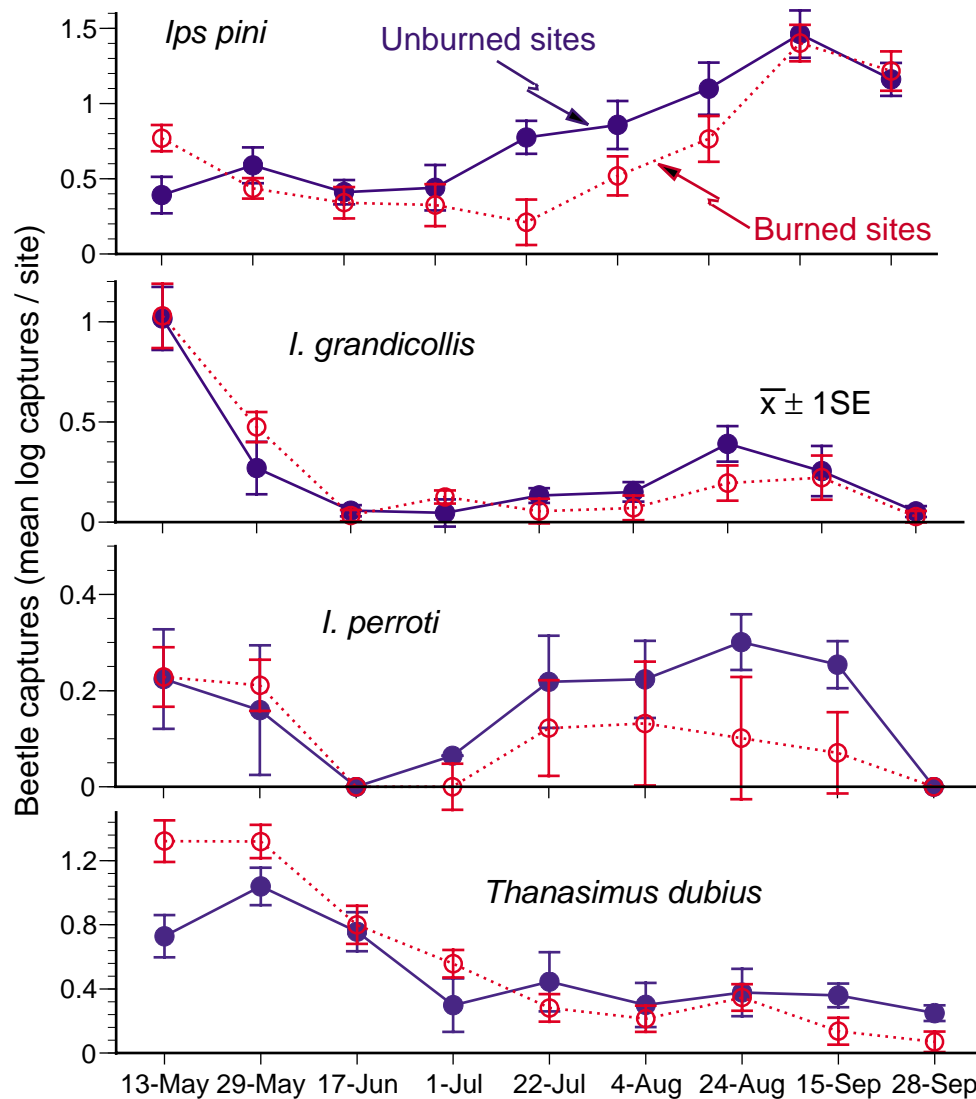 Beetle captures (mean log captures / site)
Ips pini
Unburned sites
Burned sites
1.5
1
0.5
0
I. grandicollis
x̅ ± 1SE
1
0.5
0
I. perroti
0.4
0.2
0
Thanasimus dubius
1.2
0.8
0.4
0
13-May 29-May 17-Jun 1-Jul 22-Jul 4-Aug 24-Aug 15-Sep 28-Sep